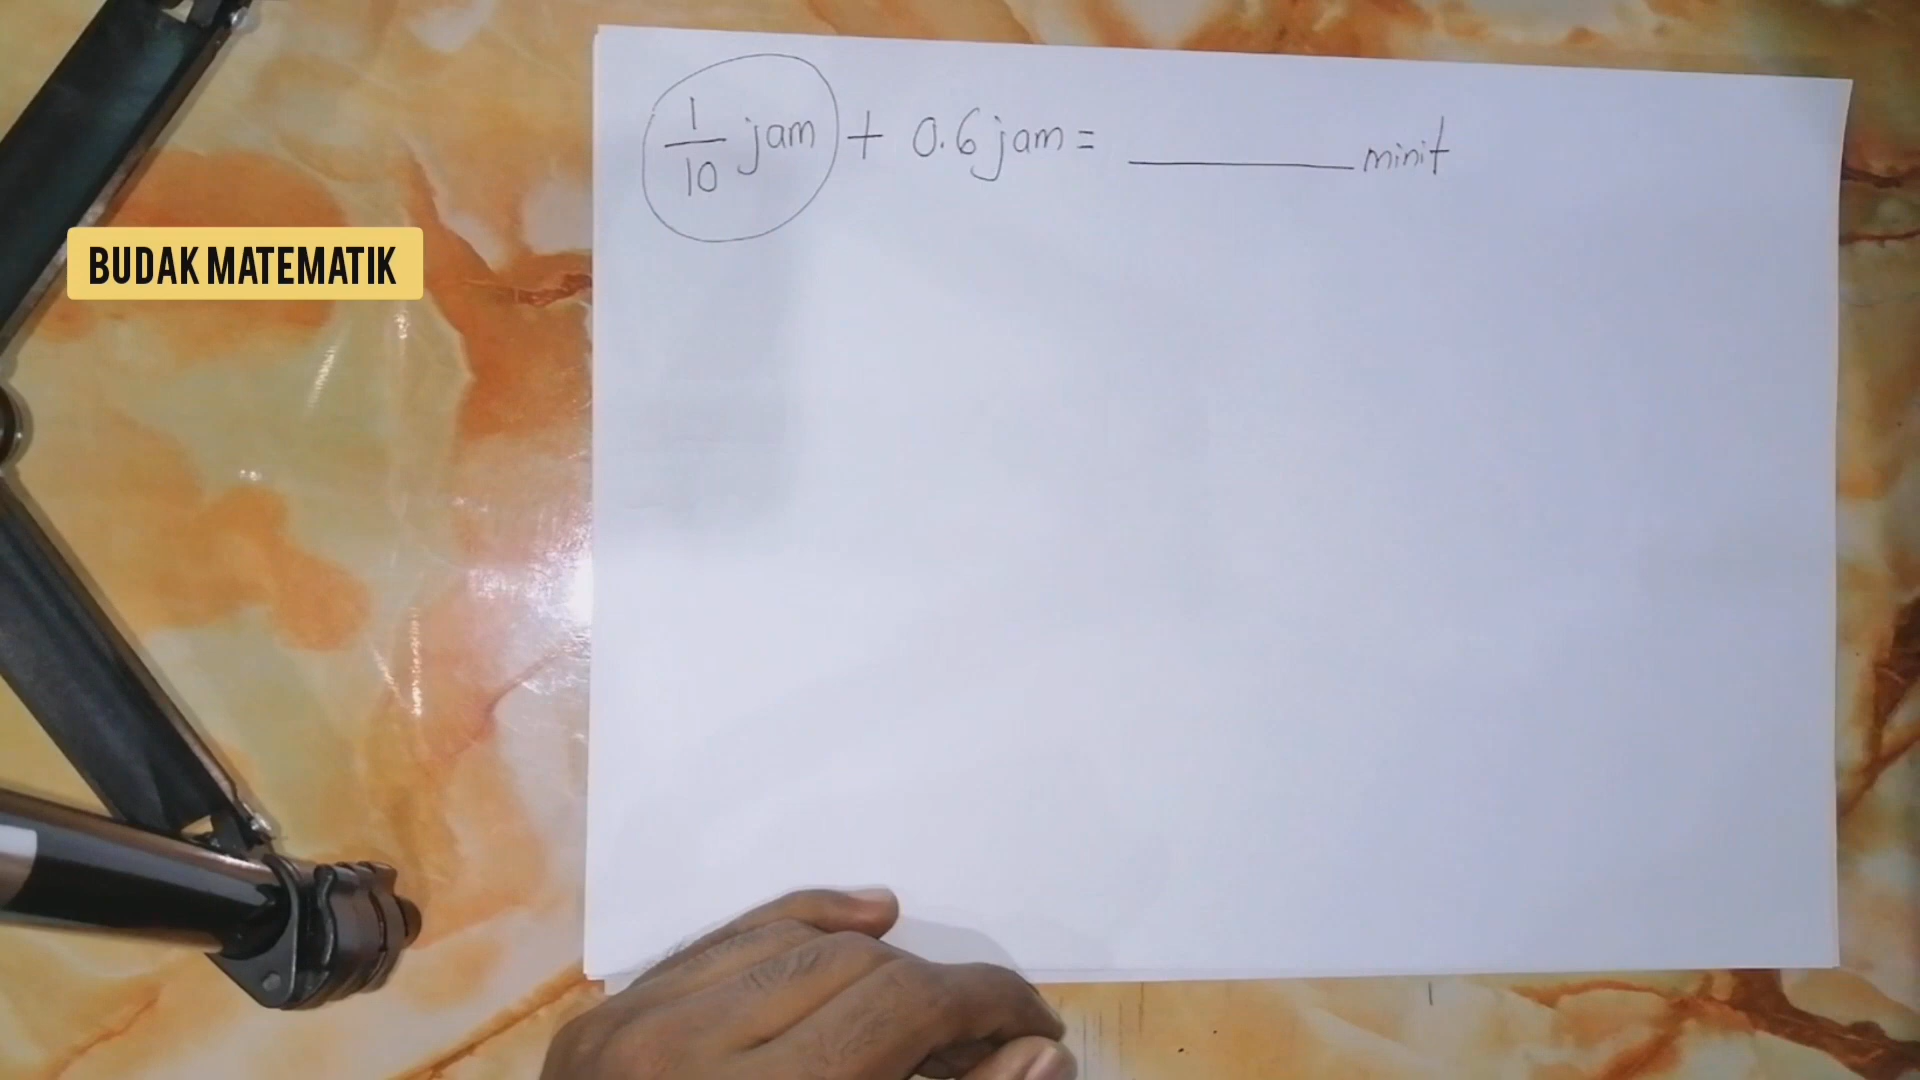 1/10 jam + 0.6 jam = ________ minit
BUDAK MATEMATIK